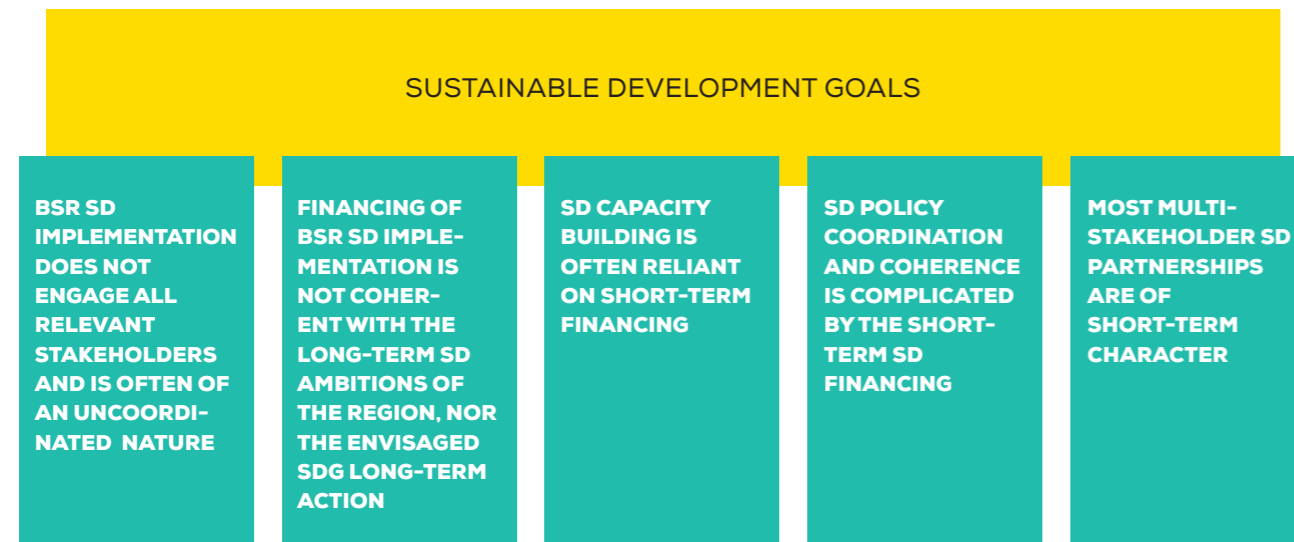 SUSTAINABLE DEVELOPMENT GOALS
BSR SD
IMPLEMENTATION
DOES NOT
ENGAGE ALL
RELEVANT
STAKEHOLDERS
AND IS OFTEN OF
AN UNCOORDI-
NATED NATURE
FINANCING OF
BSR SD IMPLE-
MENTATION IS
NOT COHER-
ENT WITH THE
LONG-TERM SD
AMBITIONS OF
THE REGION, NOR
THE ENVISAGED
SDG LONG-TERM
ACTION
SD CAPACITY
BUILDING IS
OFTEN RELIANT
ON SHORT-TERM
FINANCING
SD POLICY
COORDINATION
AND COHERENCE
IS COMPLICATED
BY THE SHORT-
TERM SD
FINANCING
MOST MULTI-
STAKEHOLDER SD
PARTNERSHIPS
ARE OF
SHORT-TERM
CHARACTER